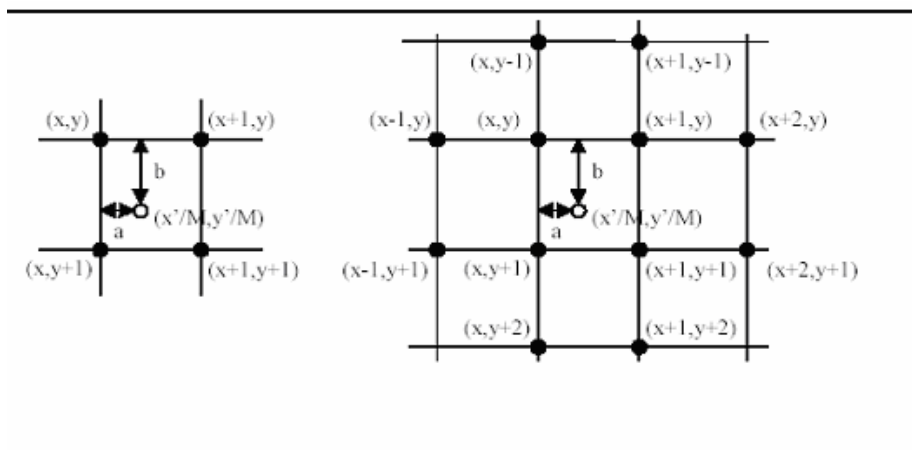 (x,y) (x+1,y)
b
(x'/M,y'/M)
a
(x,y+1) (x+1,y+1)
(x,y-1) (x+1,y-1)
(x-1,y) (x,y) (x+1,y) (x+2,y)
b
(x'/M,y'/M)
a
(x-1,y+1) (x,y+1) (x+1,y+1) (x+2,y+1)
(x,y+2) (x+1,y+2)